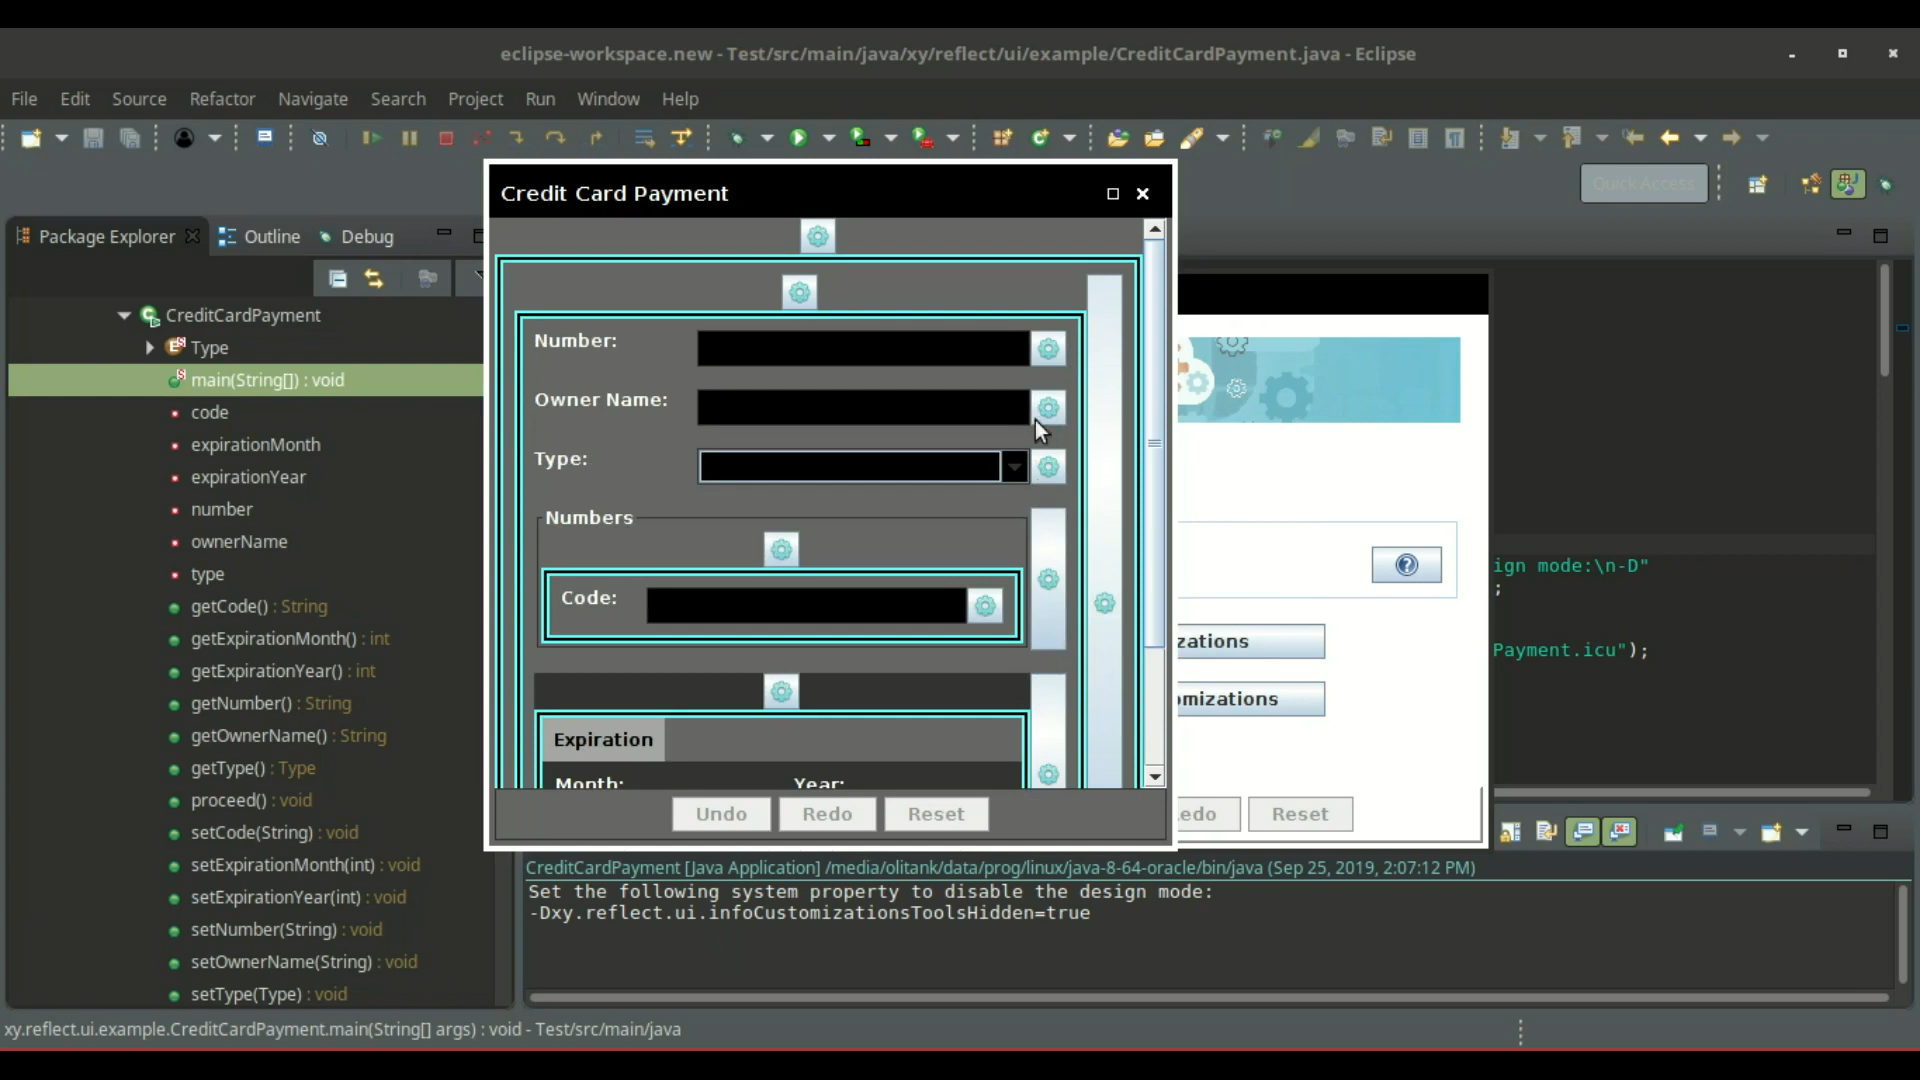 eclipse-workspace.new - Test/src/main/java/xy/reflect/ui/example/CreditCardPayment.java - Eclipse
File Edit Source Refactor Navigate Search Project Run Window Help
Quick Access
Package Explorer Outline Debug
CreditCardPayment
Type
main(String[]) : void
code
expirationMonth
expirationYear
number
ownerName
type
getCode() : String
getExpirationMonth() : int
getExpirationYear() : int
getNumber() : String
getOwnerName() : String
getType() : Type
proceed() : void
setCode(String) : void
setExpirationMonth(int) : void
setExpirationYear(int) : void
setNumber(String) : void
setOwnerName(String) : void
setType(Type) : void
Credit Card Payment
Number:
Owner Name:
Type:
Numbers
Code:
Expiration
Month: Year:
Undo Redo Reset
zations
omizations
edo Reset
ign mode:\n-D"
;
Payment.icu");
CreditCardPayment [Java Application] /media/olitank/data/prog/linux/java-8-64-oracle/bin/java (Sep 25, 2019, 2:07:12 PM)
Set the following system property to disable the design mode:
-Dxy.reflect.ui.infoCustomizationsToolsHidden=true
xy.reflect.ui.example.CreditCardPayment.main(String[] args) : void - Test/src/main/java